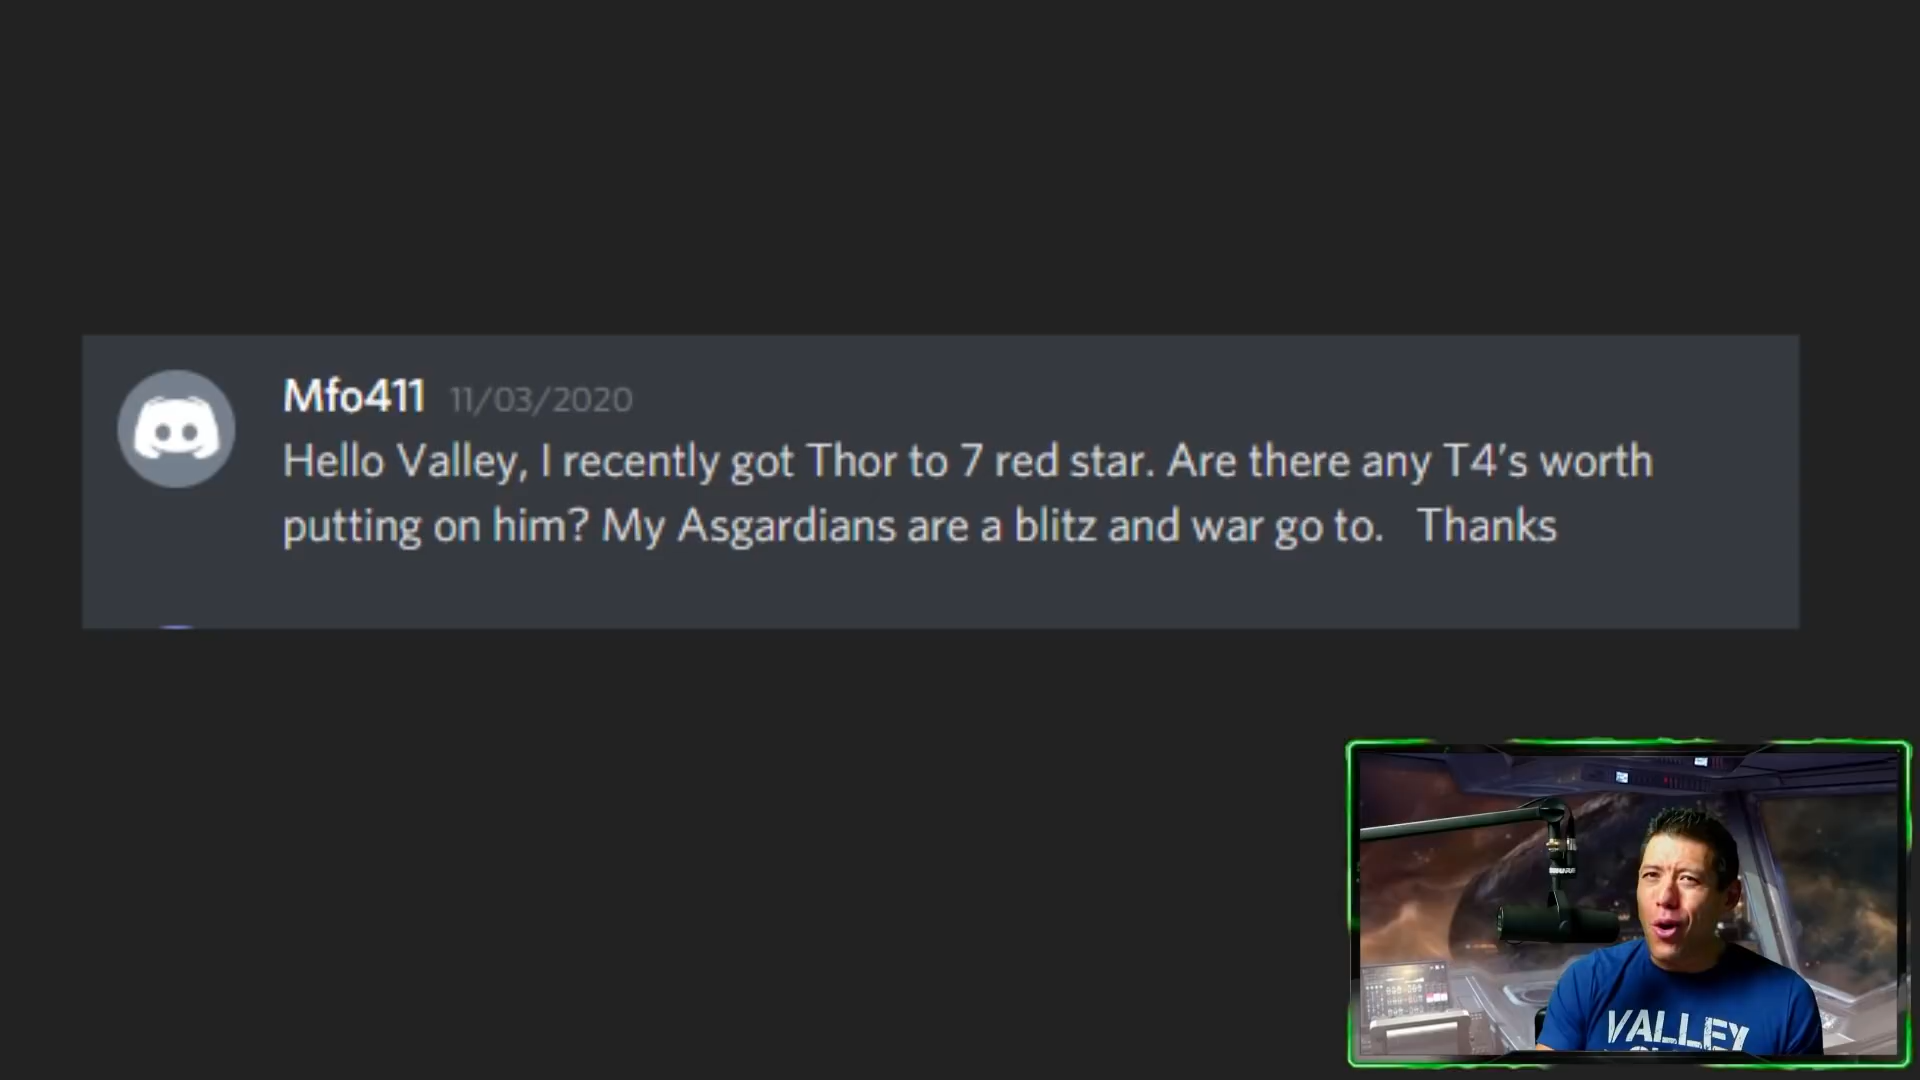 Mfo411 11/03/2020
Hello Valley, I recently got Thor to 7 red star. Are there any T4's worth
putting on him? My Asgardians are a blitz and war go to. Thanks
VALLEY